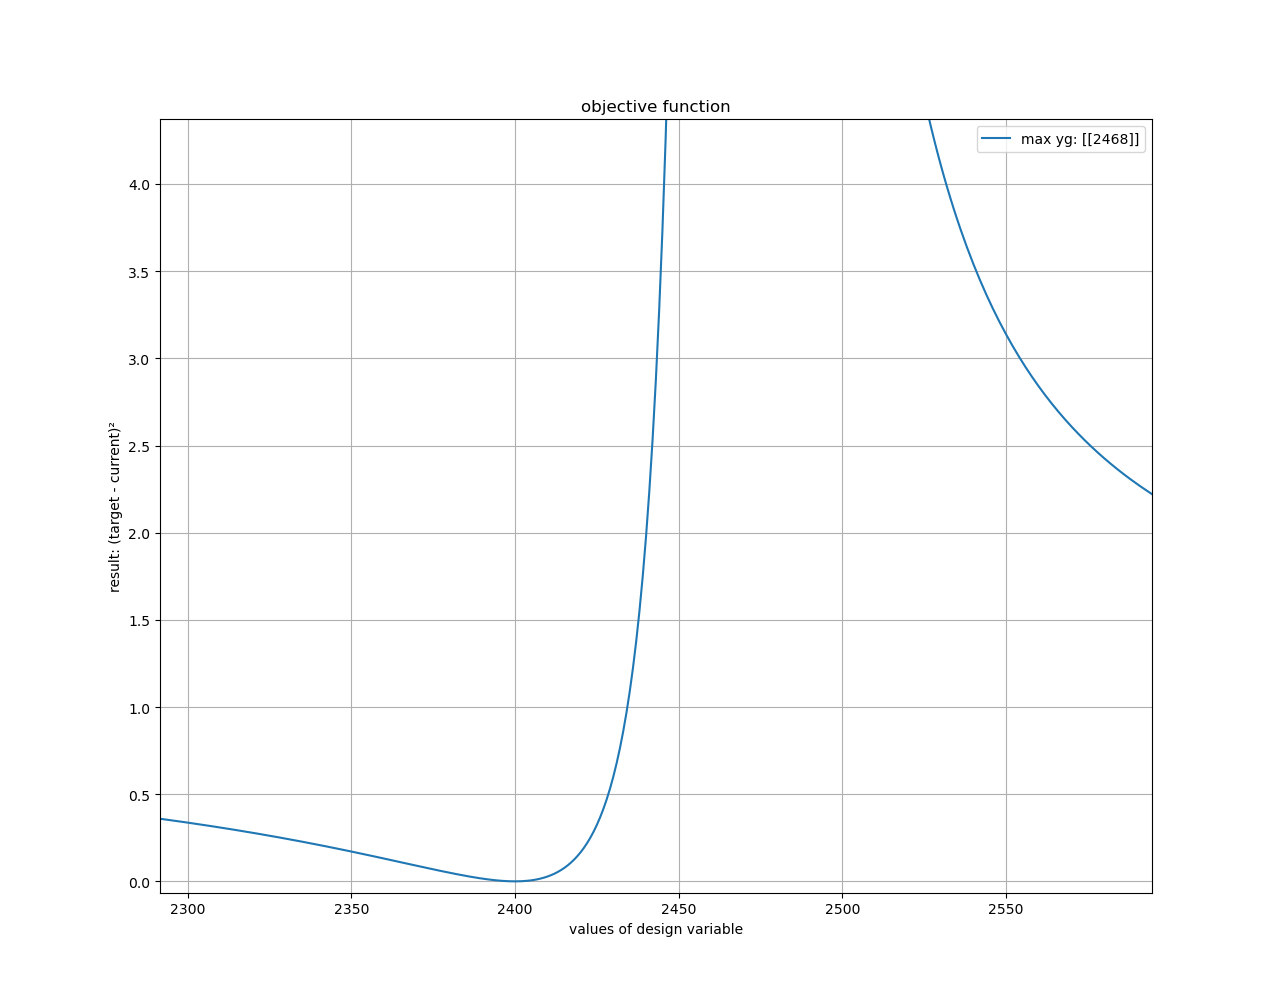 objective function
max yg: [[2468]]
4.0
3.5
3.0
2.5
2.0
1.5
1.0
0.5
0.0
result: (target - current)²
2300 2350 2400 2450 2500 2550
values of design variable